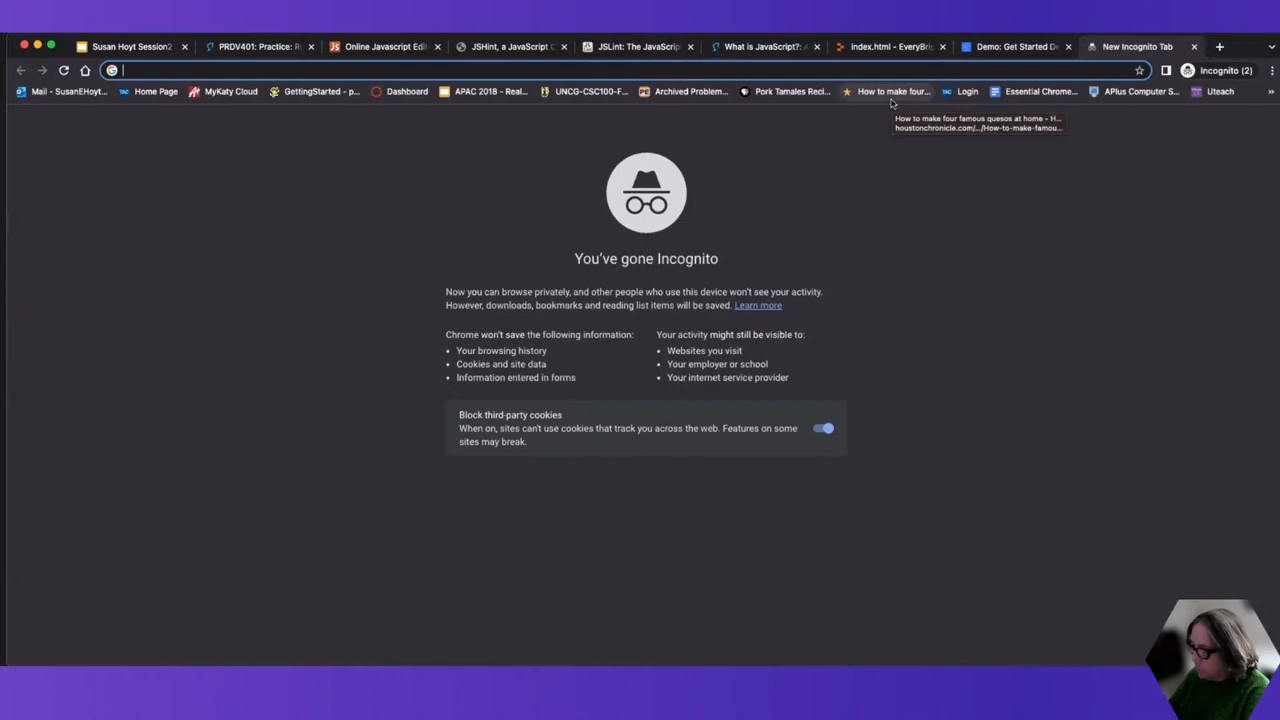 Susan Hoyt Session2
PRDV401: Practice: R
Online Javascript Edi
JSHint, a JavaScript C
JSLint: The JavaScrip
What is JavaScript?: A
index.html - EveryBri
Demo: Get Started De
New Incognito Tab
Incognito (2)
Mail - SusanEHoyt...
Home Page
MyKaty Cloud
GettingStarted - p...
Dashboard
APAC 2018 - Real...
UNCG-CSC100-F...
Archived Problem...
Pork Tamales Reci...
How to make four...
Login
Essential Chrome...
APlus Computer S...
Uteach
How to make four famous quesos at home - H...
houstonchronicle.com/.../How-to-make-famou...
You've gone Incognito
Now you can browse privately, and other people who use this device won't see your activity.
However, downloads, bookmarks and reading list items will be saved. Learn more
Chrome won't save the following information:
• Your browsing history
• Cookies and site data
• Information entered in forms
Your activity might still be visible to:
• Websites you visit
• Your employer or school
• Your internet service provider
Block third-party cookies
When on, sites can't use cookies that track you across the web. Features on some
sites may break.